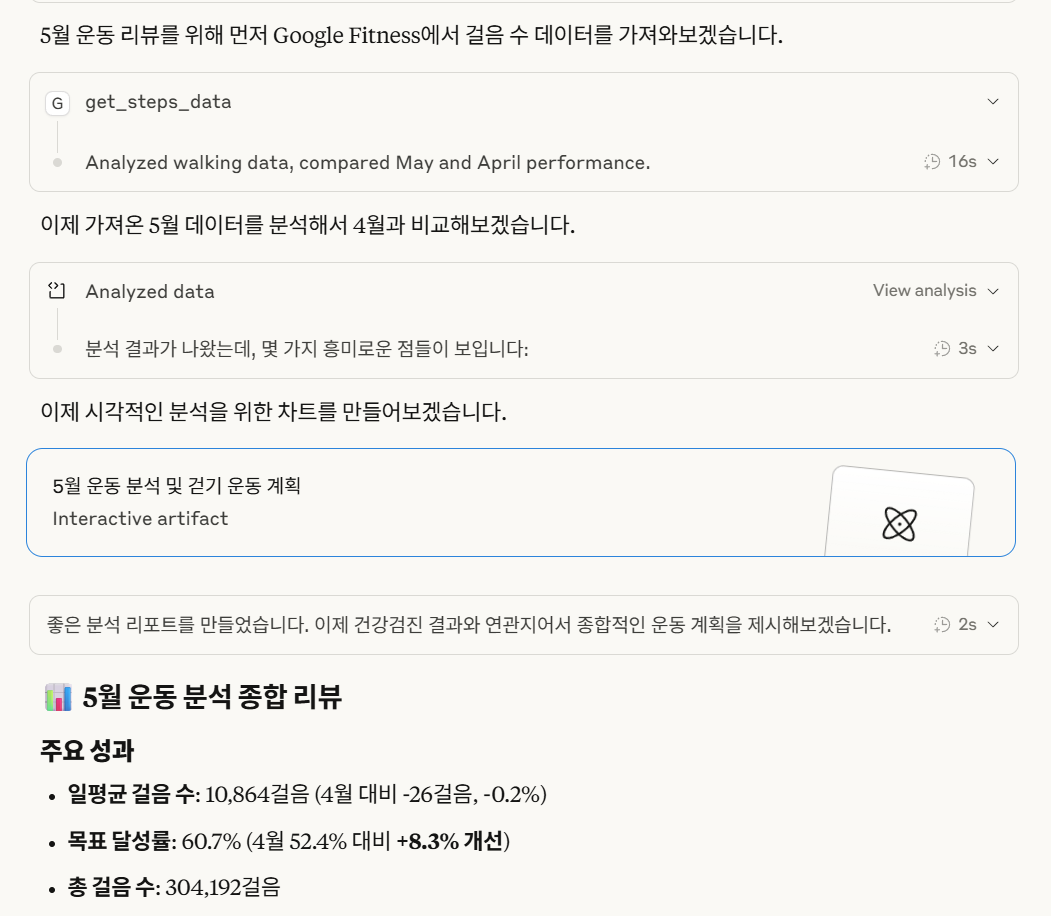 5월 운동 리뷰를 위해 먼저 Google Fitness에서 걸음 수 데이터를 가져와보겠습니다.
G get_steps_data
Analyzed walking data, compared May and April performance. 16s
이제 가져온 5월 데이터를 분석해서 4월과 비교해보겠습니다.
Analyzed data View analysis
분석 결과가 나왔는데, 몇 가지 흥미로운 점들이 보입니다: 3s
이제 시각적인 분석을 위한 차트를 만들어보겠습니다.
5월 운동 분석 및 걷기 운동 계획
Interactive artifact
좋은 분석 리포트를 만들었습니다. 이제 건강검진 결과와 연관지어서 종합적인 운동 계획을 제시해보겠습니다. 2s
📊 5월 운동 분석 종합 리뷰
주요 성과
• 일평균 걸음 수: 10,864걸음 (4월 대비 -26걸음, -0.2%)
• 목표 달성률: 60.7% (4월 52.4% 대비 +8.3% 개선)
• 총 걸음 수: 304,192걸음